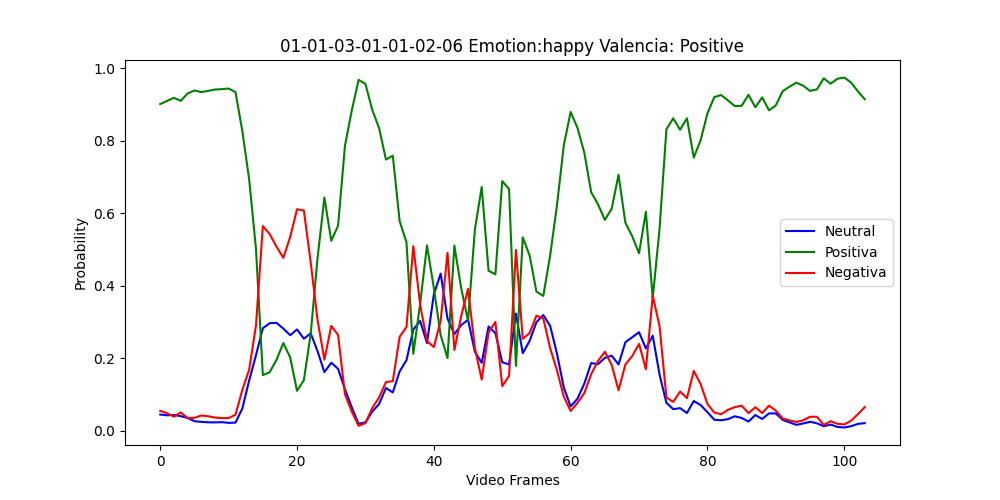 01-01-03-01-01-02-06 Emotion:happy Valencia: Positive
1.0
0.8
0.6
0.4
0.2
0.0
Probability
Neutral
Positiva
Negativa
0 20 40 60 80 100
Video Frames